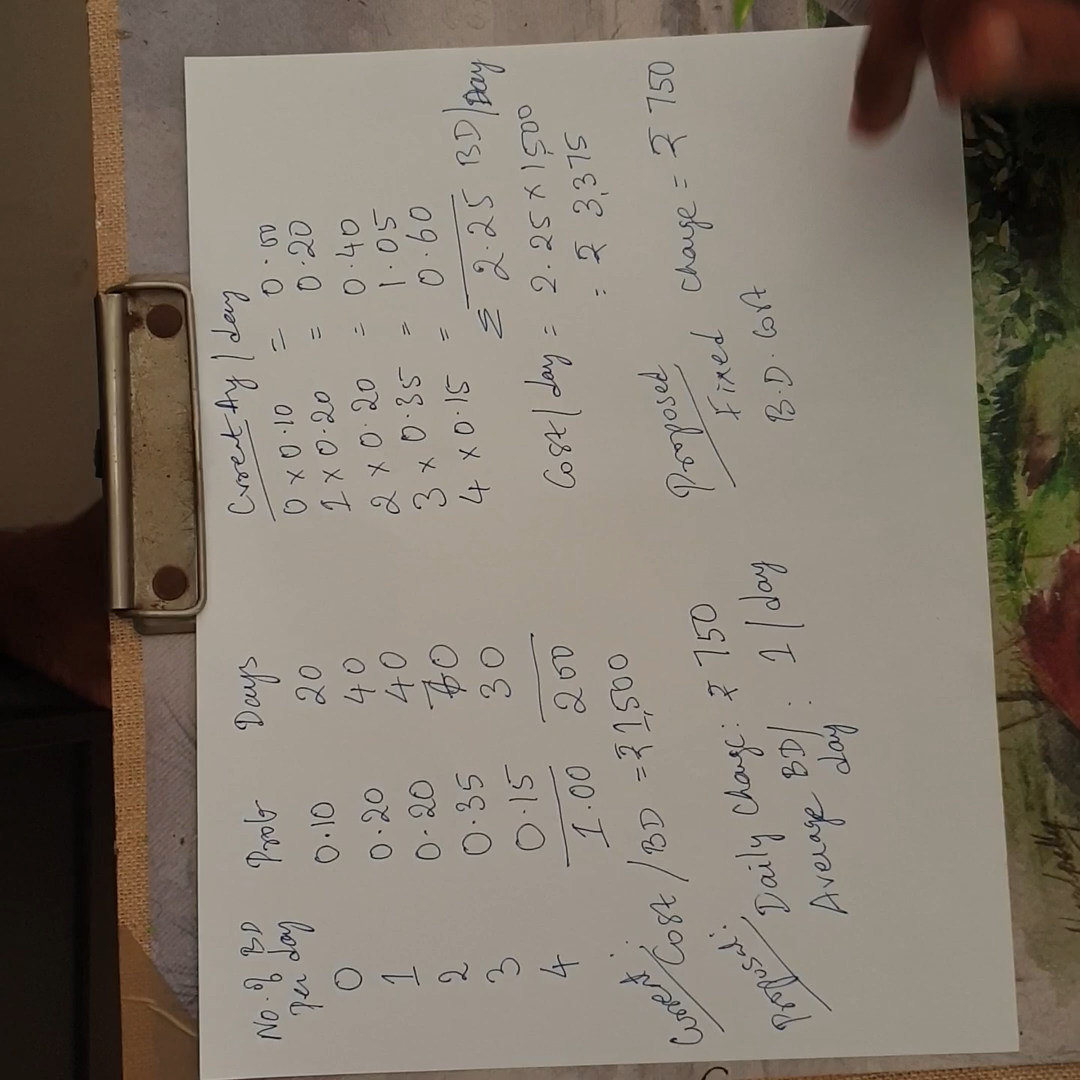 No. of BD Prob Days
per day
0 0.10 20
1 0.20 40
2 0.20 40
3 0.35 70
4 0.15 30
1.00 200
Current: Cost / BD = ₹ 1,500
Proposed: Daily charge: ₹ 750
Average BD/ : 1/day
day
Current Av/day
0 × 0.10 = 0.00
1 × 0.20 = 0.20
2 × 0.20 = 0.40
3 × 0.35 = 1.05
4 × 0.15 = 0.60
Σ 2.25 BD/Day
Cost/day = 2.25 × 1,500
= ₹ 3,375
Proposed
Fixed charge = ₹ 750
B.D. Cost